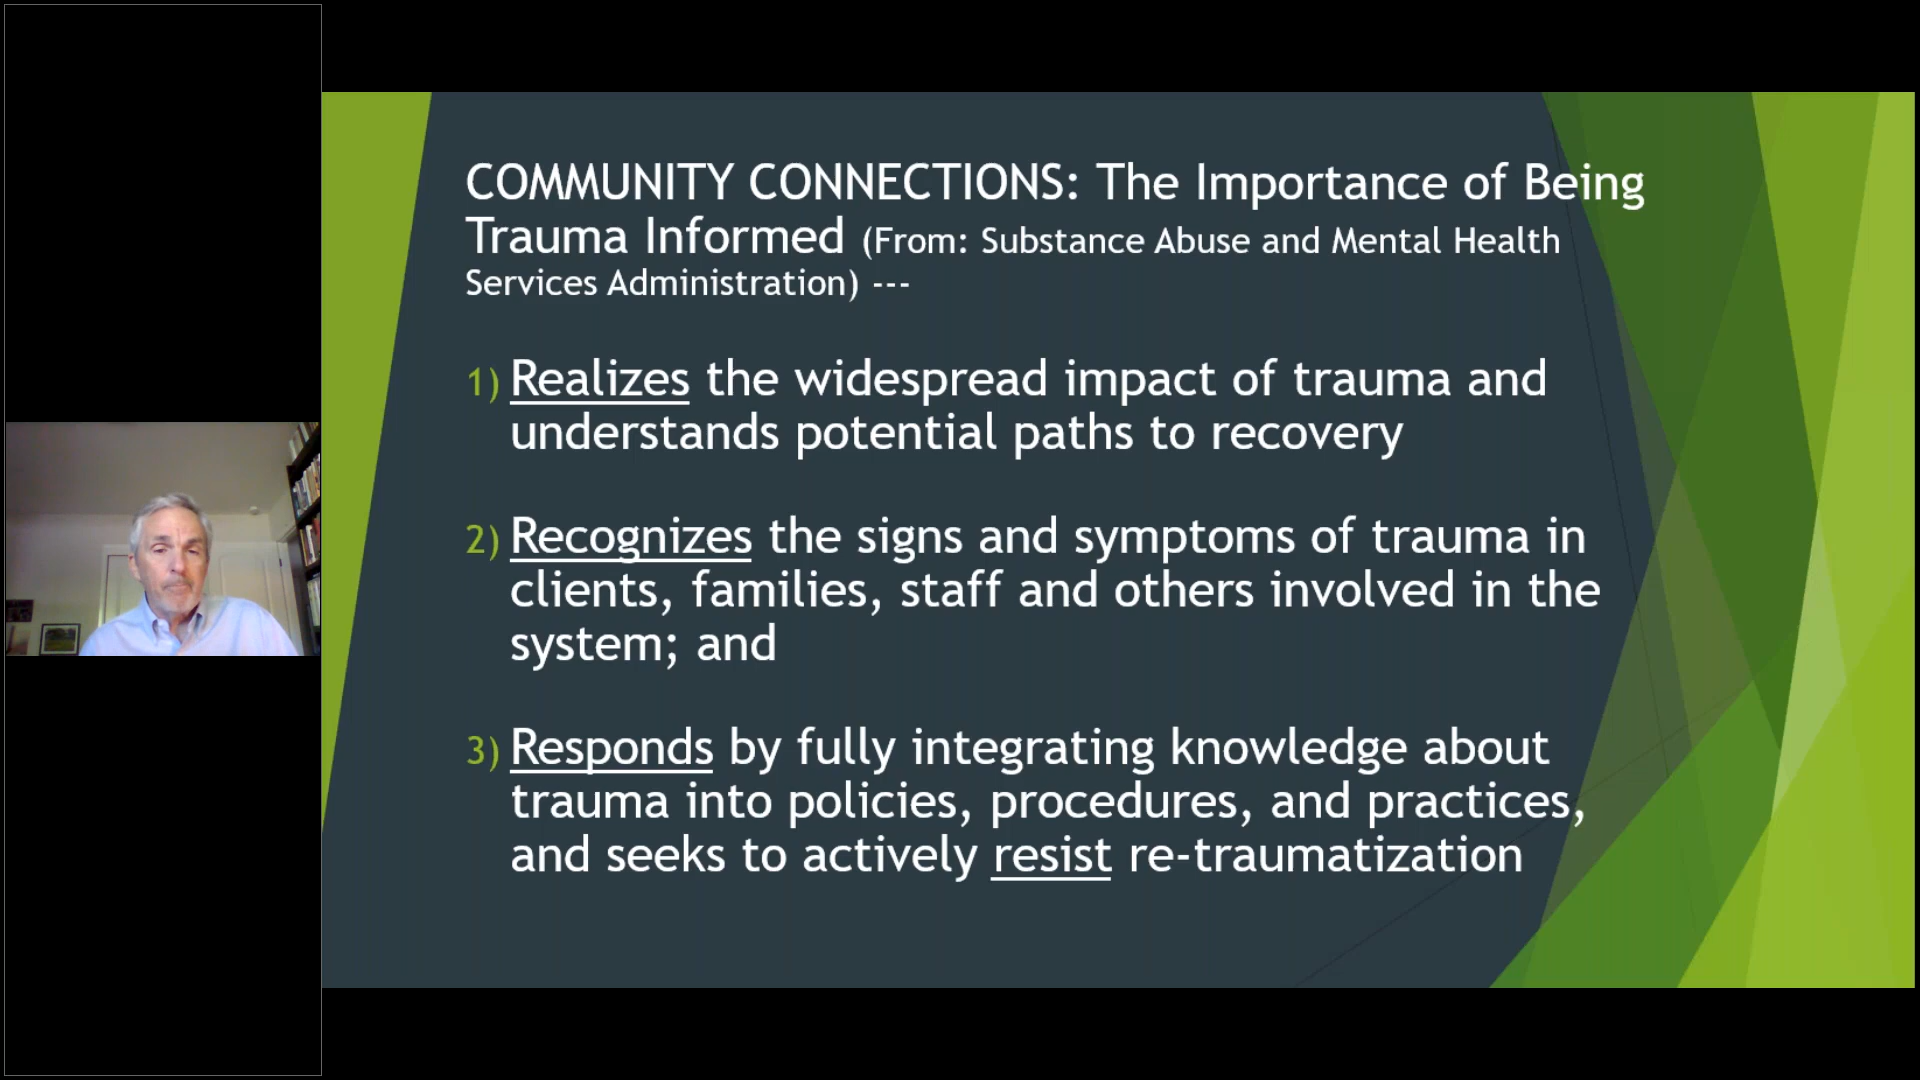 COMMUNITY CONNECTIONS: The Importance of Being
Trauma Informed (From: Substance Abuse and Mental Health
Services Administration) ---
1) Realizes the widespread impact of trauma and
understands potential paths to recovery
2) Recognizes the signs and symptoms of trauma in
clients, families, staff and others involved in the
system; and
3) Responds by fully integrating knowledge about
trauma into policies, procedures, and practices,
and seeks to actively resist re-traumatization